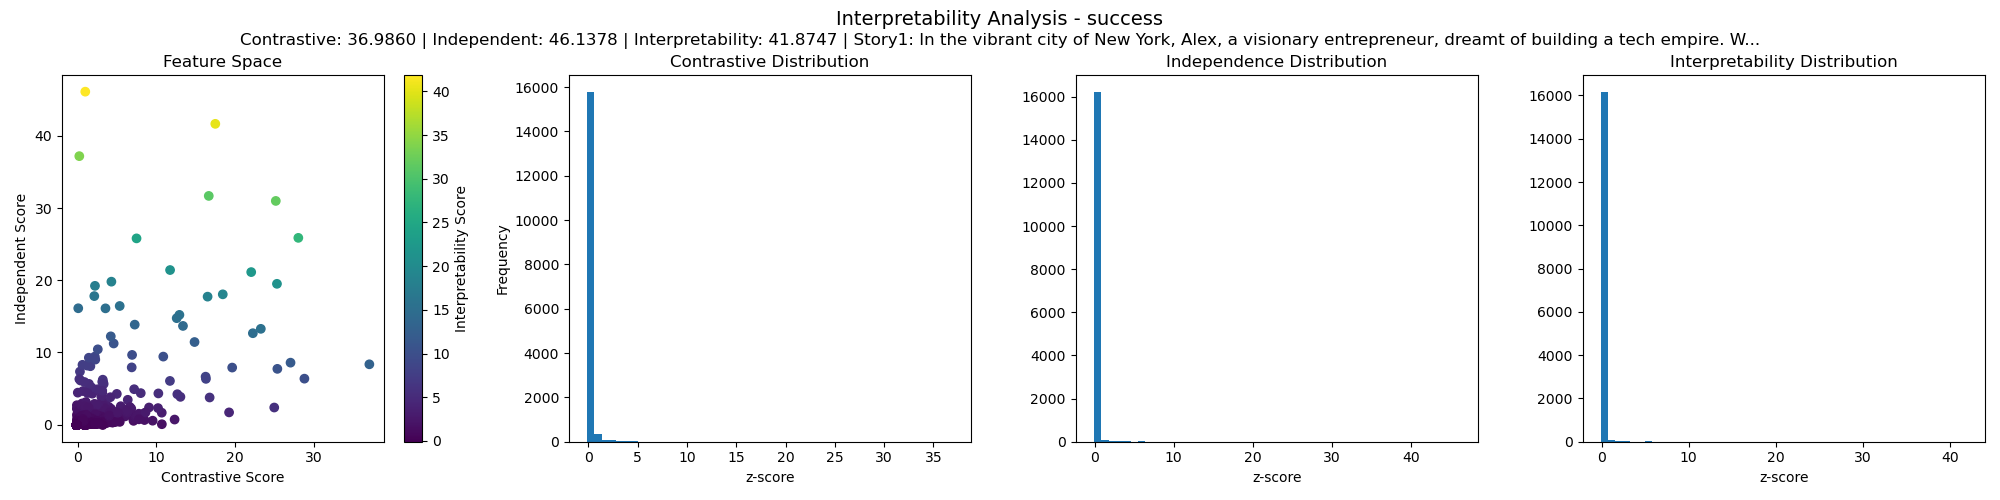 Interpretability Analysis - success
Contrastive: 36.9860 | Independent: 46.1378 | Interpretability: 41.8747 | Story1: In the vibrant city of New York, Alex, a visionary entrepreneur, dreamt of building a tech empire. W...
Feature Space
Independent Score
40
30
20
10
0
0 10 20 30
Contrastive Score
40
35
30
25
20
15
10
5
0
Interpretability Score
Contrastive Distribution
Frequency
16000
14000
12000
10000
8000
6000
4000
2000
0
0 5 10 15 20 25 30 35
z-score
Independence Distribution
16000
14000
12000
10000
8000
6000
4000
2000
0
0 10 20 30 40
z-score
Interpretability Distribution
16000
14000
12000
10000
8000
6000
4000
2000
0
0 10 20 30 40
z-score